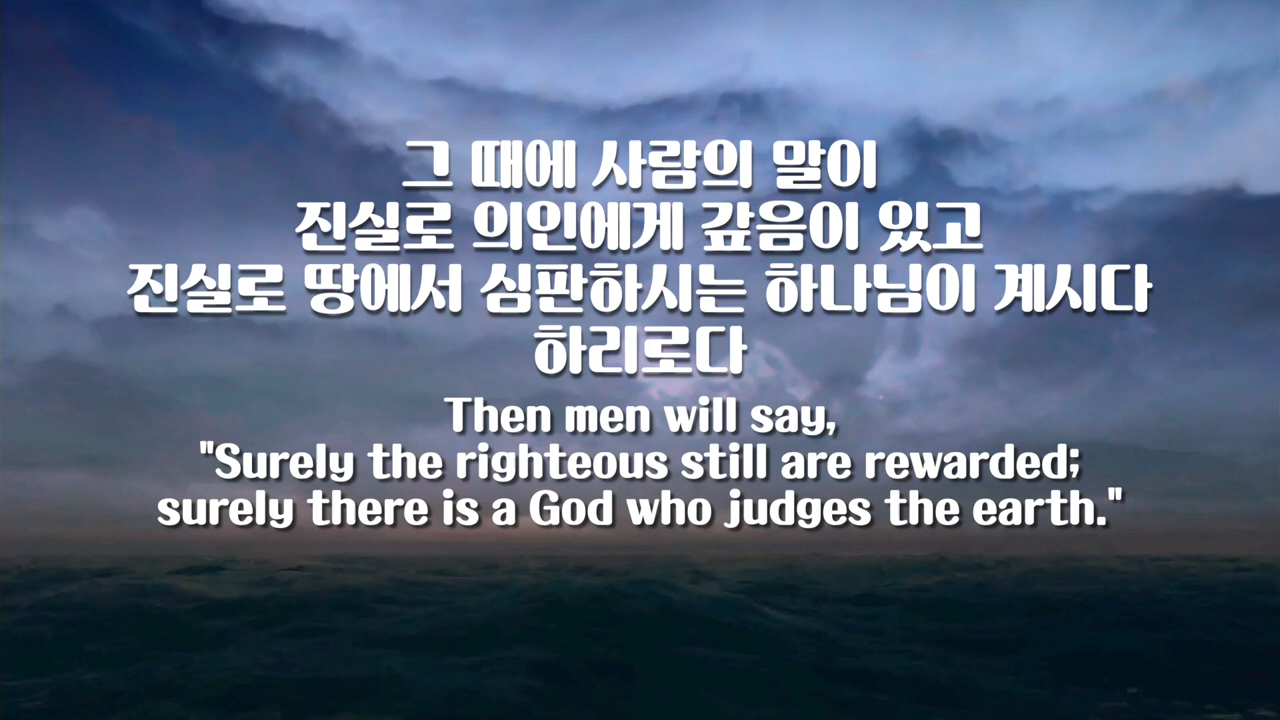 그 때에 사람의 말이
진실로 의인에게 갚음이 있고
진실로 땅에서 심판하시는 하나님이 계시다
하리로다
Then men will say,
"Surely the righteous still are rewarded;
surely there is a God who judges the earth."